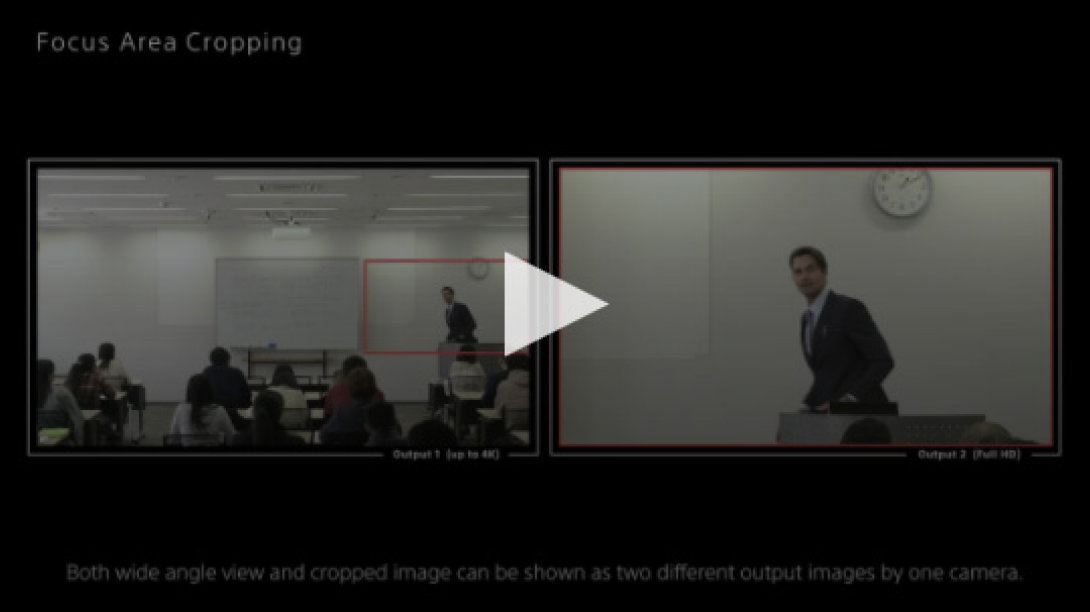 Focus Area Cropping
Output 1 (up to 4K)
Output 2 (Full HD)
Both wide angle view and cropped image can be shown as two different output images by one camera.